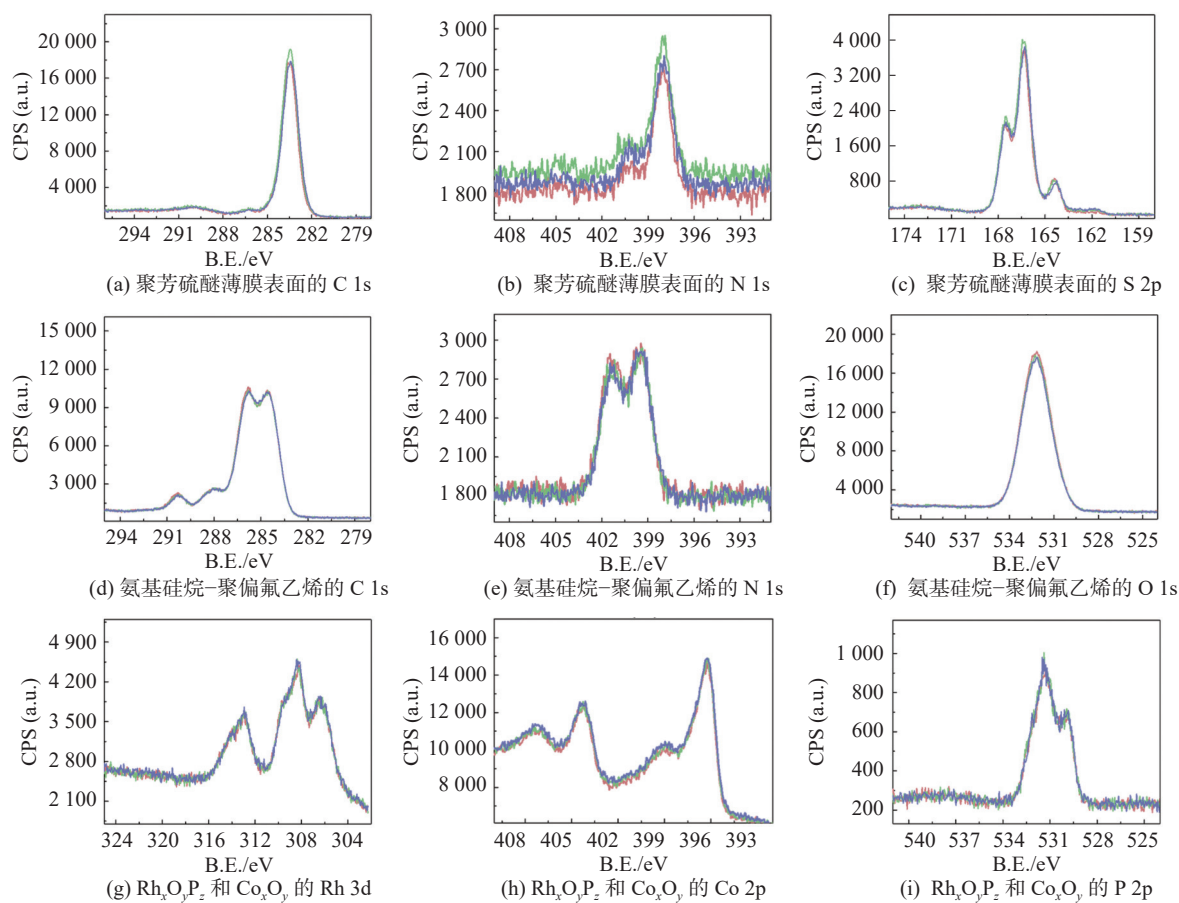 20 000
16 000
12 000
8 000
4 000
CPS (a.u.)
294 291 288 285 282 279
B.E./eV
(a) 聚芳硫醚薄膜表面的 C 1s
3 000
2 700
2 400
2 100
1 800
CPS (a.u.)
408 405 402 399 396 393
B.E./eV
(b) 聚芳硫醚薄膜表面的 N 1s
4 000
3 200
2 400
1 600
800
CPS (a.u.)
174 171 168 165 162 159
B.E./eV
(c) 聚芳硫醚薄膜表面的 S 2p
15 000
12 000
9 000
6 000
3 000
CPS (a.u.)
294 291 288 285 282 279
B.E./eV
(d) 氨基硅烷−聚偏氟乙烯的 C 1s
3 000
2 700
2 400
2 100
1 800
CPS (a.u.)
408 405 402 399 396 393
B.E./eV
(e) 氨基硅烷−聚偏氟乙烯的 N 1s
20 000
16 000
12 000
8 000
4 000
CPS (a.u.)
540 537 534 531 528 525
B.E./eV
(f) 氨基硅烷−聚偏氟乙烯的 O 1s
4 900
4 200
3 500
2 800
2 100
CPS (a.u.)
324 320 316 312 308 304
B.E./eV
(g) RhxOyPz 和 CoxOy 的 Rh 3d
16 000
14 000
12 000
10 000
8 000
CPS (a.u.)
408 405 402 399 396 393
B.E./eV
(h) RhxOyPz 和 CoxOy 的 Co 2p
1 000
800
600
400
200
CPS (a.u.)
540 537 534 531 528 525
B.E./eV
(i) RhxOyPz 和 CoxOy 的 P 2p